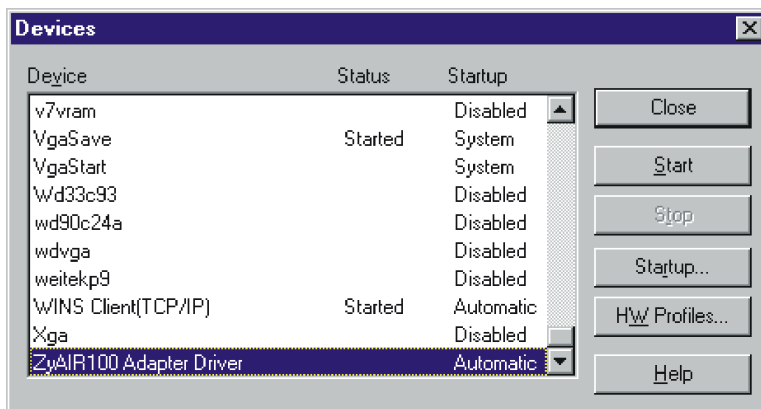 Devices
Device Status Startup
v7vram Disabled
VgaSave Started System
VgaStart System
Wd33c93 Disabled
wd90c24a Disabled
wdvga Disabled
weitekp9 Disabled
WINS Client(TCP/IP) Started Automatic
Xga Disabled
ZyAIR100 Adapter Driver Automatic
Close
Start
Stop
Startup...
HW Profiles...
Help